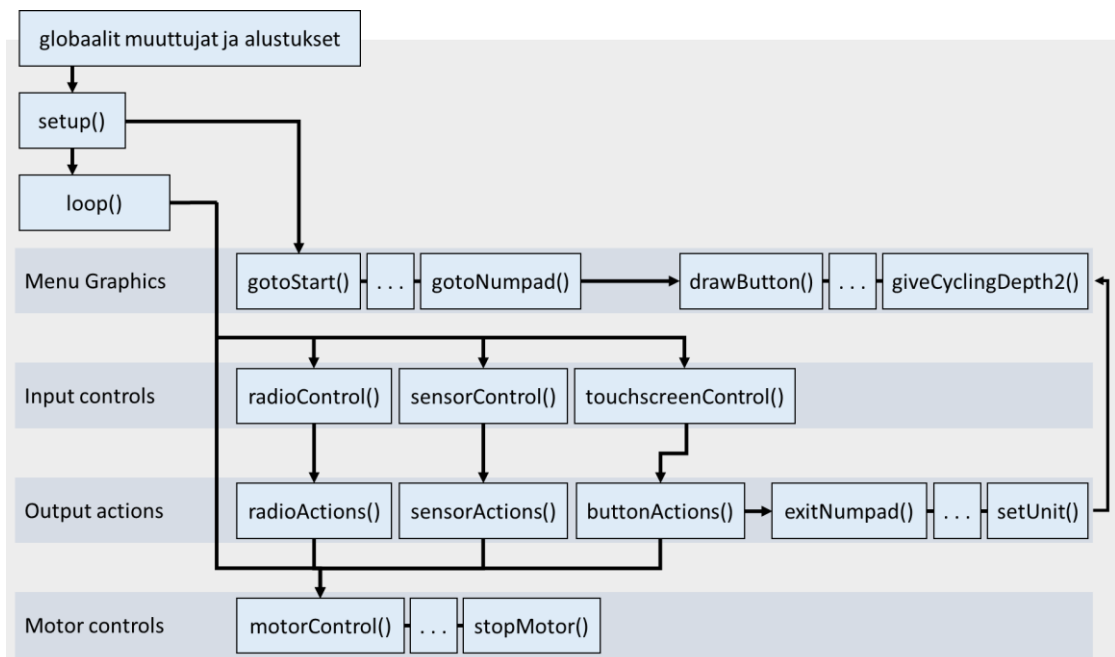 globaalit muuttujat ja alustukset
setup()
loop()
Menu Graphics
gotoStart()
. . .
gotoNumpad()
drawButton()
. . .
giveCyclingDepth2()
Input controls
radioControl()
sensorControl()
touchscreenControl()
Output actions
radioActions()
sensorActions()
buttonActions()
exitNumpad()
. . .
setUnit()
Motor controls
motorControl()
. . .
stopMotor()